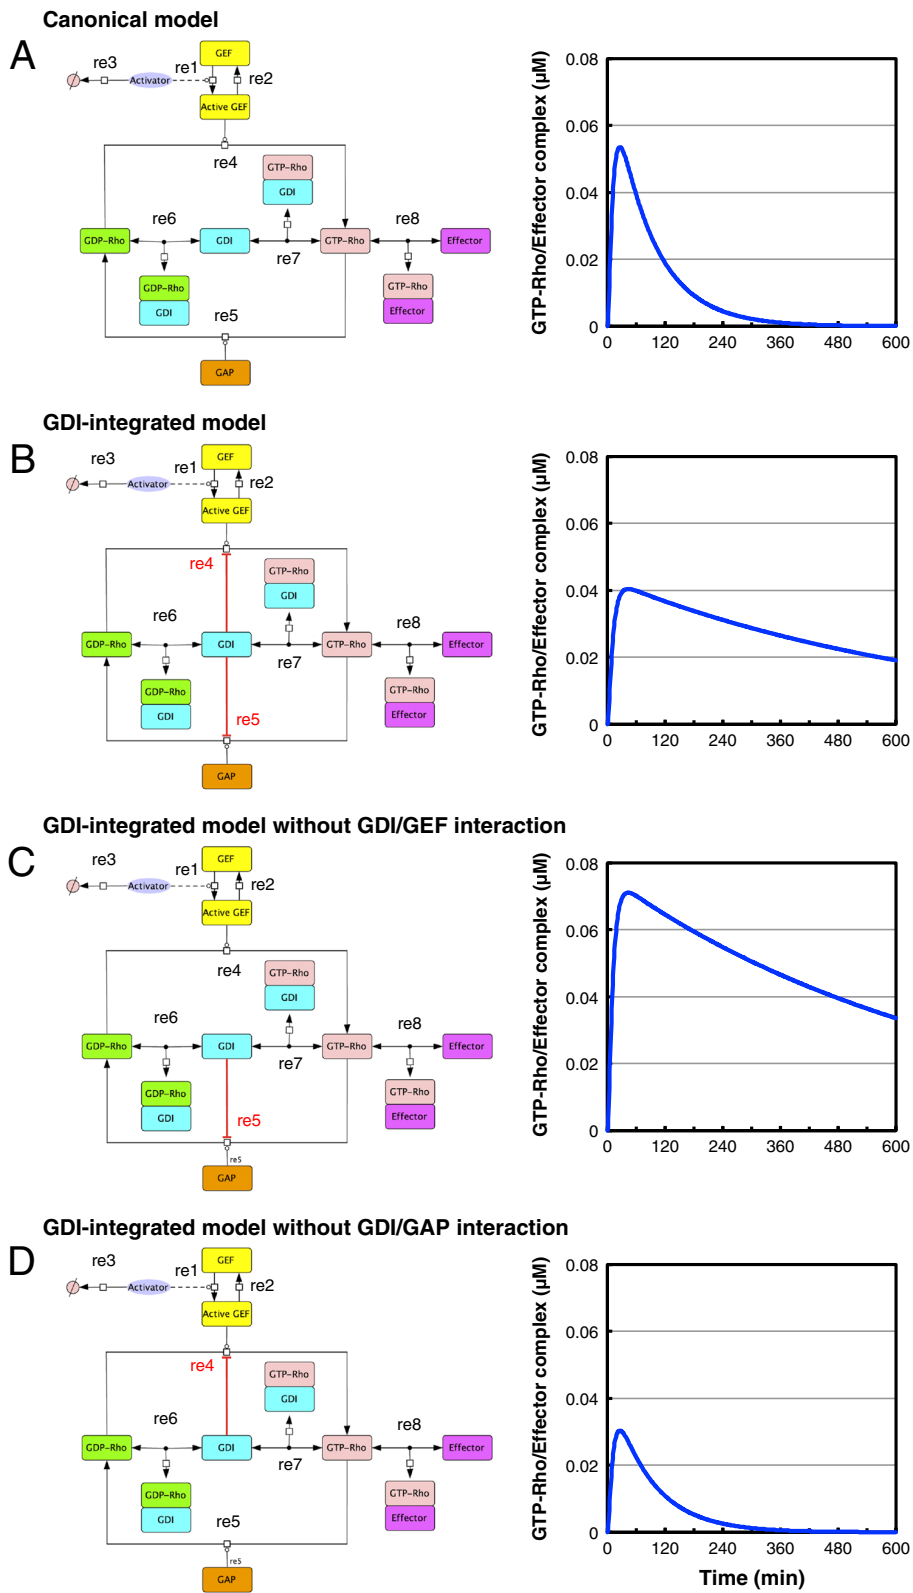 Canonical model
A
GEF
re3
re1
re2
Activator
Active GEF
re4
GTP-Rho
GDI
re6
re8
GDP-Rho
GDI
GTP-Rho
Effector
re7
GDP-Rho
GDI
GTP-Rho
Effector
re5
GAP
GTP-Rho/Effector complex (µM)
0.08
0.06
0.04
0.02
0
0 120 240 360 480 600
GDI-integrated model
B
GEF
re3
re1
re2
Activator
Active GEF
re4
GTP-Rho
GDI
re6
re8
GDP-Rho
GDI
GTP-Rho
Effector
re7
GDP-Rho
GDI
GTP-Rho
Effector
re5
GAP
GTP-Rho/Effector complex (µM)
0.08
0.06
0.04
0.02
0
0 120 240 360 480 600
GDI-integrated model without GDI/GEF interaction
C
GEF
re3
re1
re2
Activator
Active GEF
re4
GTP-Rho
GDI
re6
re8
GDP-Rho
GDI
GTP-Rho
Effector
re7
GDP-Rho
GDI
GTP-Rho
Effector
re5
re5
GAP
GTP-Rho/Effector complex (µM)
0.08
0.06
0.04
0.02
0
0 120 240 360 480 600
GDI-integrated model without GDI/GAP interaction
D
GEF
re3
re1
re2
Activator
Active GEF
re4
GTP-Rho
GDI
re6
re8
GDP-Rho
GDI
GTP-Rho
Effector
re7
GDP-Rho
GDI
GTP-Rho
Effector
re5
re5
GAP
GTP-Rho/Effector complex (µM)
0.08
0.06
0.04
0.02
0
0 120 240 360 480 600
Time (min)